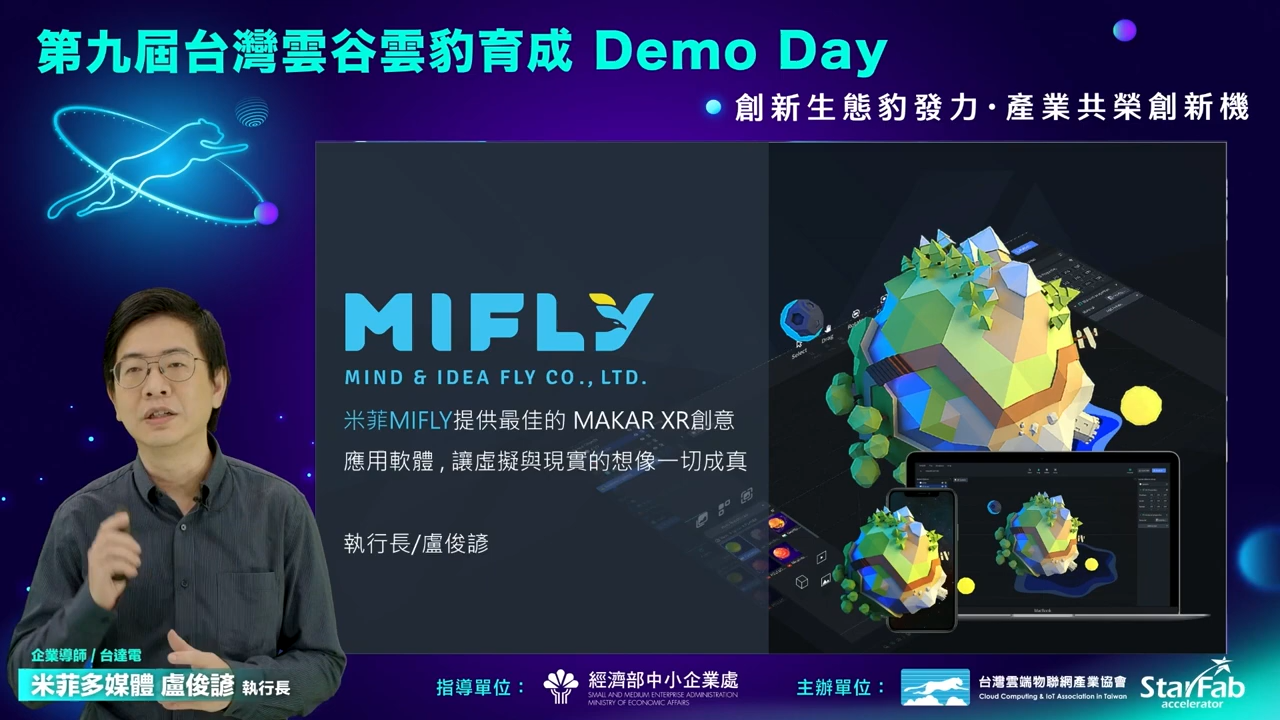 第九屆台灣雲谷雲豹育成 Demo Day
創新生態豹發力·產業共榮創新機
MIFLY
MIND & IDEA FLY CO., LTD.
米菲MIFLY提供最佳的 MAKAR XR創意
應用軟體 , 讓虛擬與現實的想像一切成真
執行長/盧俊諺
Select
Drag
企業導師 / 台達電
米菲多媒體 盧俊諺 執行長
指導單位：
經濟部中小企業處
SMALL AND MEDIUM ENTERPRISE ADMINISTRATION
MINISTRY OF ECONOMIC AFFAIRS
主辦單位：
台灣雲端物聯網產業協會
Cloud Computing & IoT Association in Taiwan
StarFab
accelerator